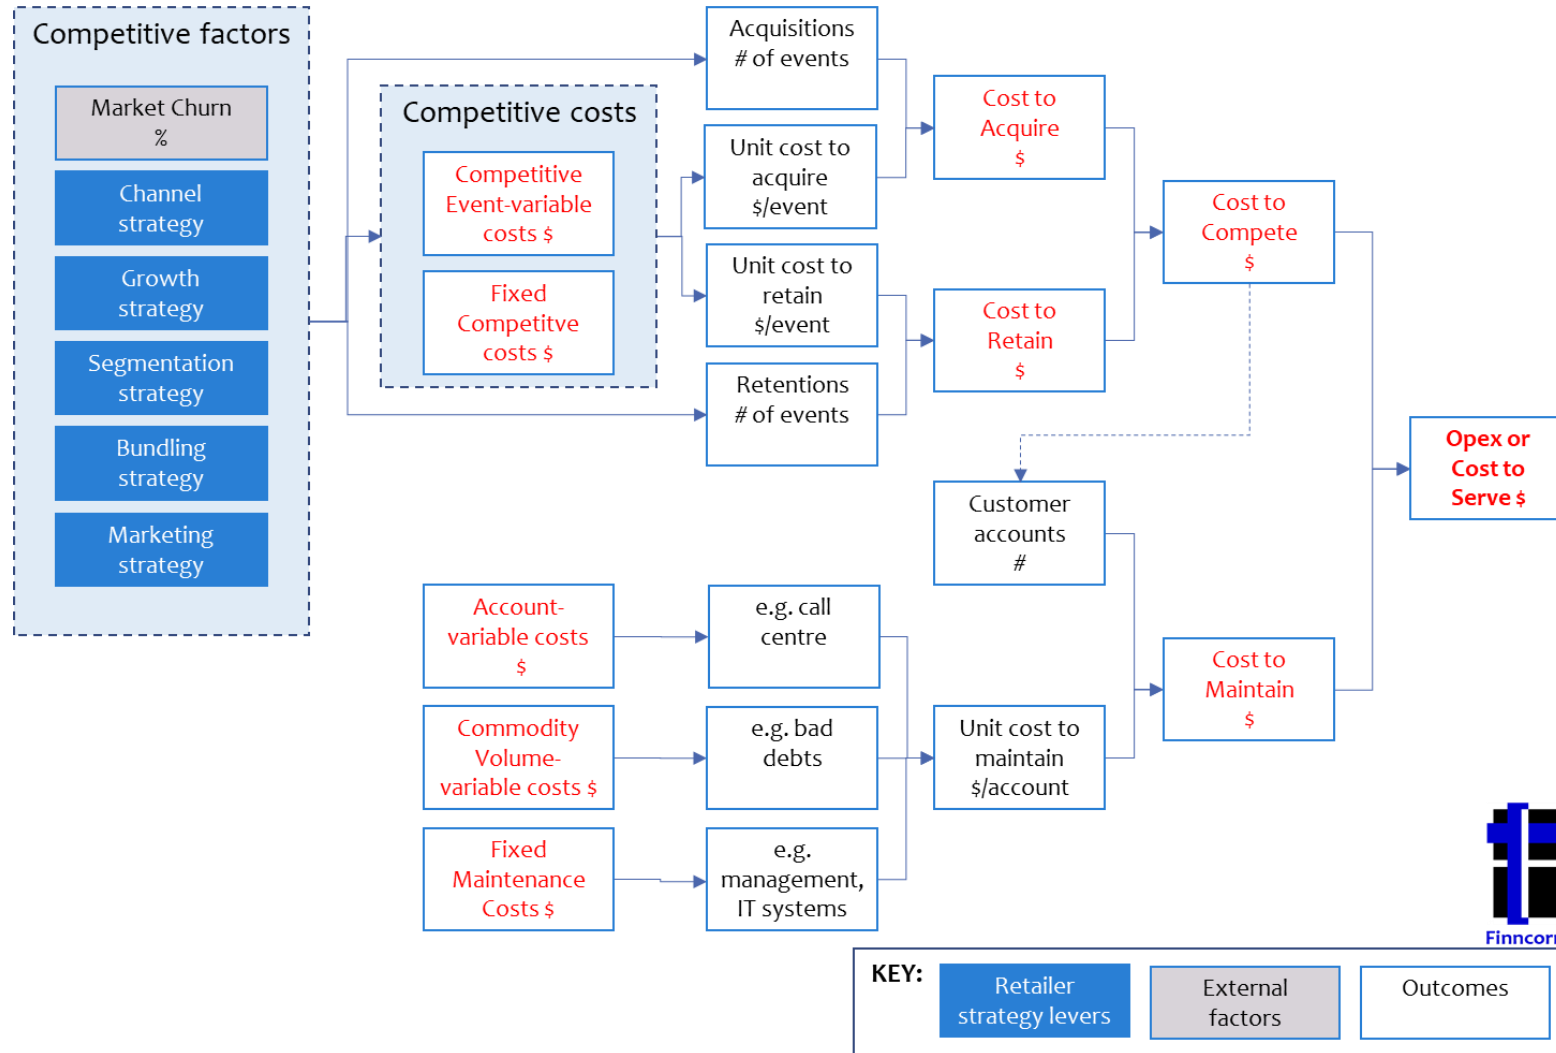 Competitive factors
Market Churn
%
Channel
strategy
Growth
strategy
Segmentation
strategy
Bundling
strategy
Marketing
strategy
Competitive costs
Competitive
Event-variable
costs $
Fixed
Competitve
costs $
Acquisitions
# of events
Unit cost to
acquire
$/event
Unit cost to
retain
$/event
Retentions
# of events
Cost to
Acquire
$
Cost to
Retain
$
Cost to
Compete
$
Customer
accounts
#
Opex or
Cost to
Serve $
Account-
variable costs
$
e.g. call
centre
Commodity
Volume-
variable costs $
e.g. bad
debts
Fixed
Maintenance
Costs $
e.g.
management,
IT systems
Unit cost to
maintain
$/account
Cost to
Maintain
$
Finncorn
KEY:
Retailer
strategy levers
External
factors
Outcomes